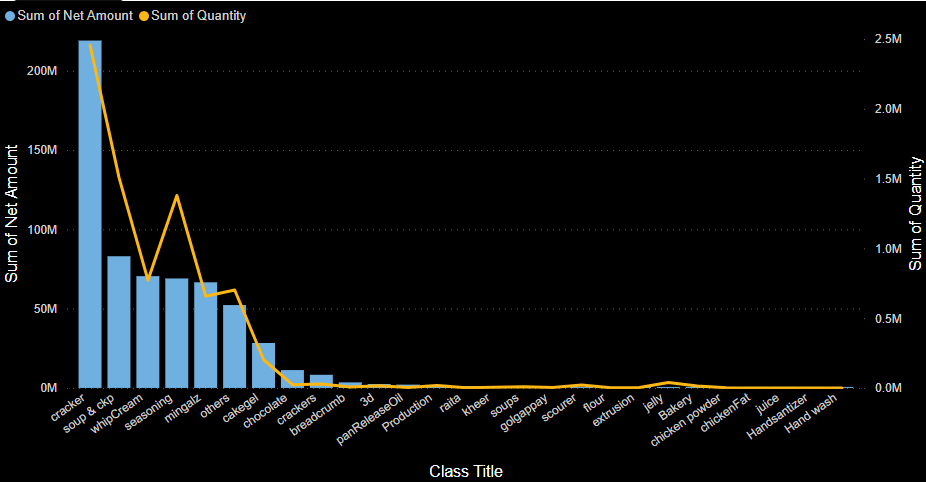 Sum of Net Amount Sum of Quantity
2.5M
200M
2.0M
150M
1.5M
100M
1.0M
50M
0.5M
0M
0.0M
Sum of Net Amount
Sum of Quantity
cracker
soup & ckp
whipCream
seasoning
mingalz
others
cakegel
chocolate
crackers
breadcrumb
3d
panReleaseOil
Production
raita
kheer
soups
golgappay
scourer
flour
extrusion
jelly
Bakery
chicken powder
chickenFat
juice
Handsantizer
Hand wash
Class Title